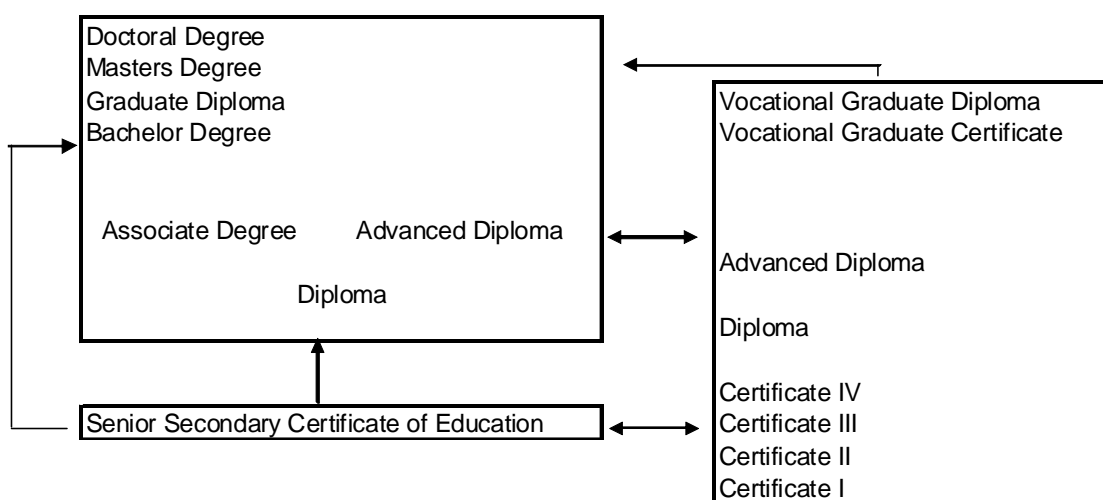 Doctoral Degree
Masters Degree
Graduate Diploma
Bachelor Degree
Associate Degree
Advanced Diploma
Diploma
Senior Secondary Certificate of Education
Vocational Graduate Diploma
Vocational Graduate Certificate
Advanced Diploma
Diploma
Certificate IV
Certificate III
Certificate II
Certificate I